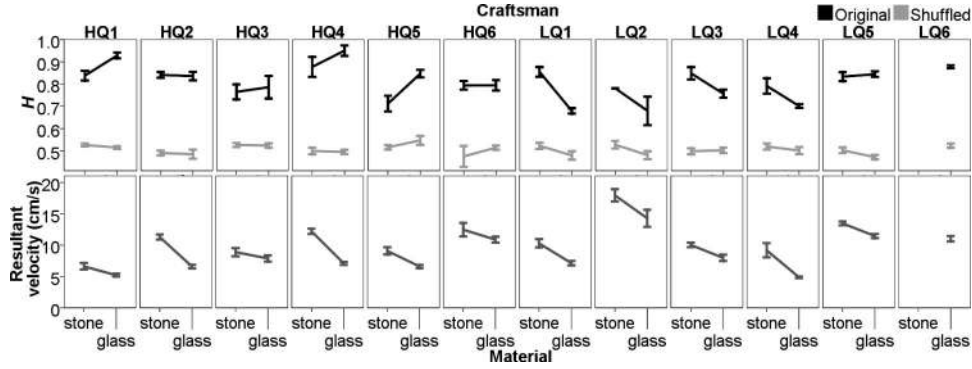 Craftsman
Original Shuffled
HQ1 HQ2 HQ3 HQ4 HQ5 HQ6 LQ1 LQ2 LQ3 LQ4 LQ5 LQ6
H
1.0
0.9
0.8
0.7
0.6
0.5
Resultant
velocity (cm/s)
20
15
10
5
0
stone stone stone stone stone stone stone stone stone stone stone stone
glass glass glass glass glass glass glass glass glass glass glass glass
Material